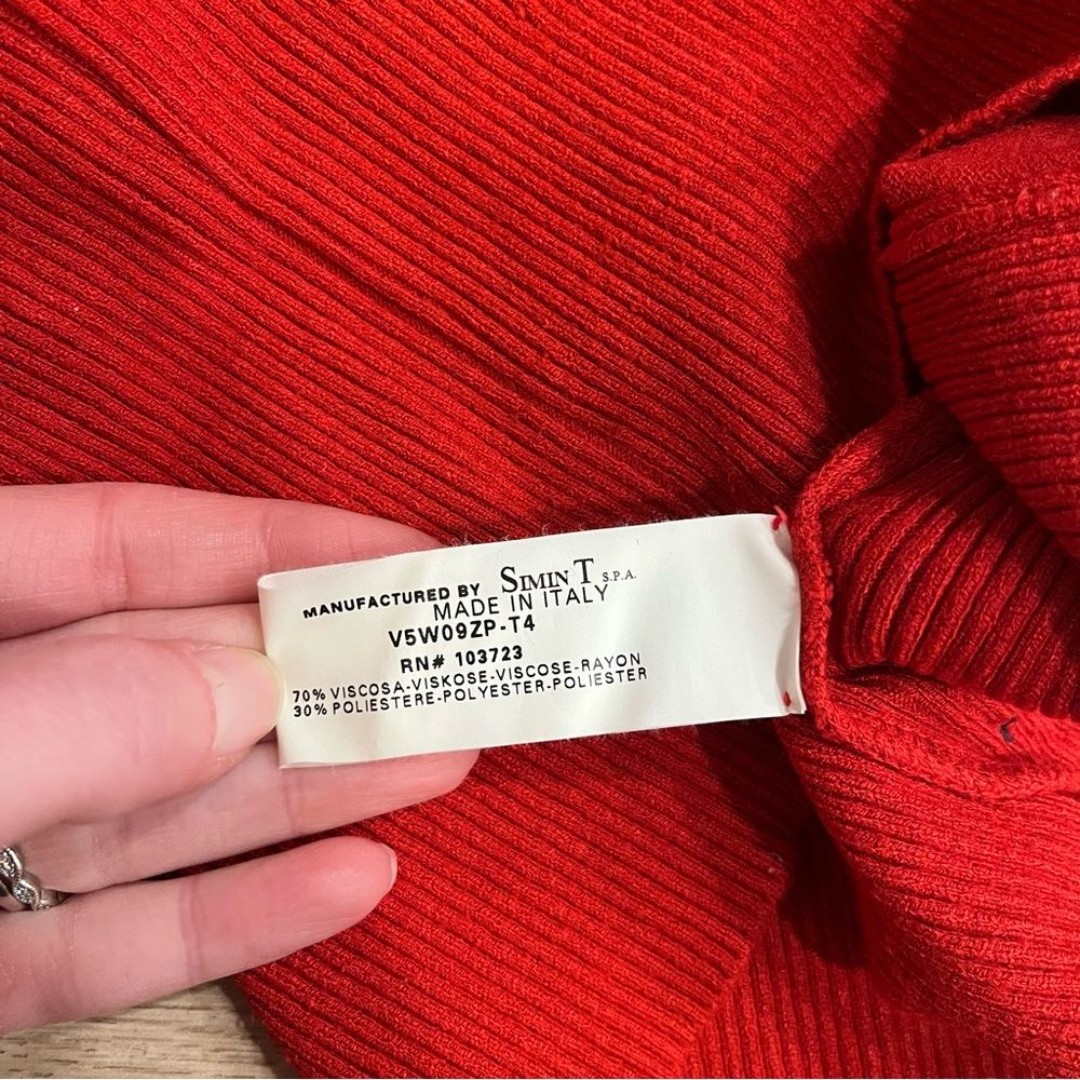 MANUFACTURED BY SIMIN T S.P.A.
MADE IN ITALY
V5W09ZP-T4
RN# 103723
70% VISCOSA-VISKOSE-VISCOSE-RAYON
30% POLIESTERE-POLYESTER-POLIESTER